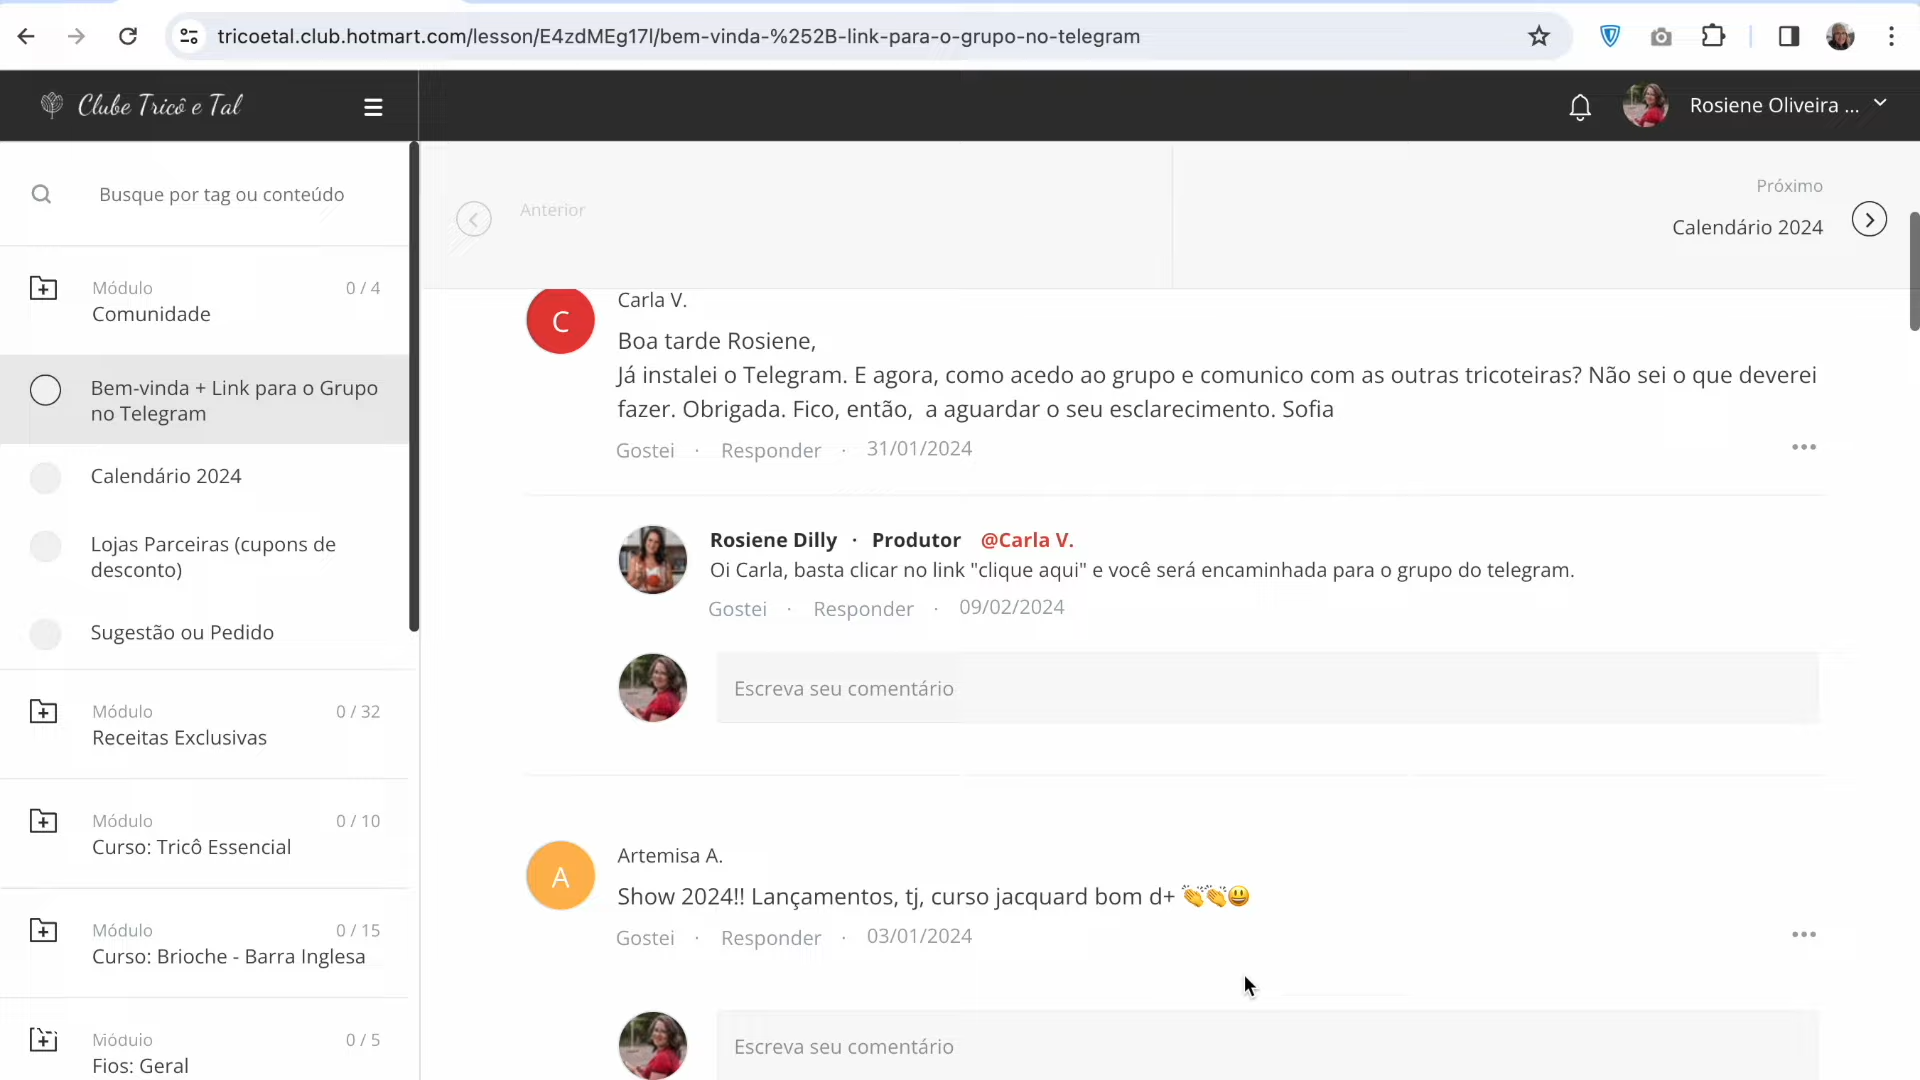 tricoetal.club.hotmart.com/lesson/E4zdMEg17l/bem-vinda-%252B-link-para-o-grupo-no-telegram
Clube Tricô e Tal
Rosiene Oliveira ...
Busque por tag ou conteúdo
Anterior
Próximo
Calendário 2024
Módulo 0 / 4
Comunidade
Bem-vinda + Link para o Grupo
no Telegram
Calendário 2024
Lojas Parceiras (cupons de
desconto)
Sugestão ou Pedido
Módulo 0 / 32
Receitas Exclusivas
Módulo 0 / 10
Curso: Tricô Essencial
Módulo 0 / 15
Curso: Brioche - Barra Inglesa
Módulo 0 / 5
Fios: Geral
C
Carla V.
Boa tarde Rosiene,
Já instalei o Telegram. E agora, como acedo ao grupo e comunico com as outras tricoteiras? Não sei o que deverei
fazer. Obrigada. Fico, então, a aguardar o seu esclarecimento. Sofia
Gostei · Responder · 31/01/2024
Rosiene Dilly · Produtor @Carla V.
Oi Carla, basta clicar no link "clique aqui" e você será encaminhada para o grupo do telegram.
Gostei · Responder · 09/02/2024
Escreva seu comentário
A
Artemisa A.
Show 2024!! Lançamentos, tj, curso jacquard bom d+ 👏👏😃
Gostei · Responder · 03/01/2024
Escreva seu comentário